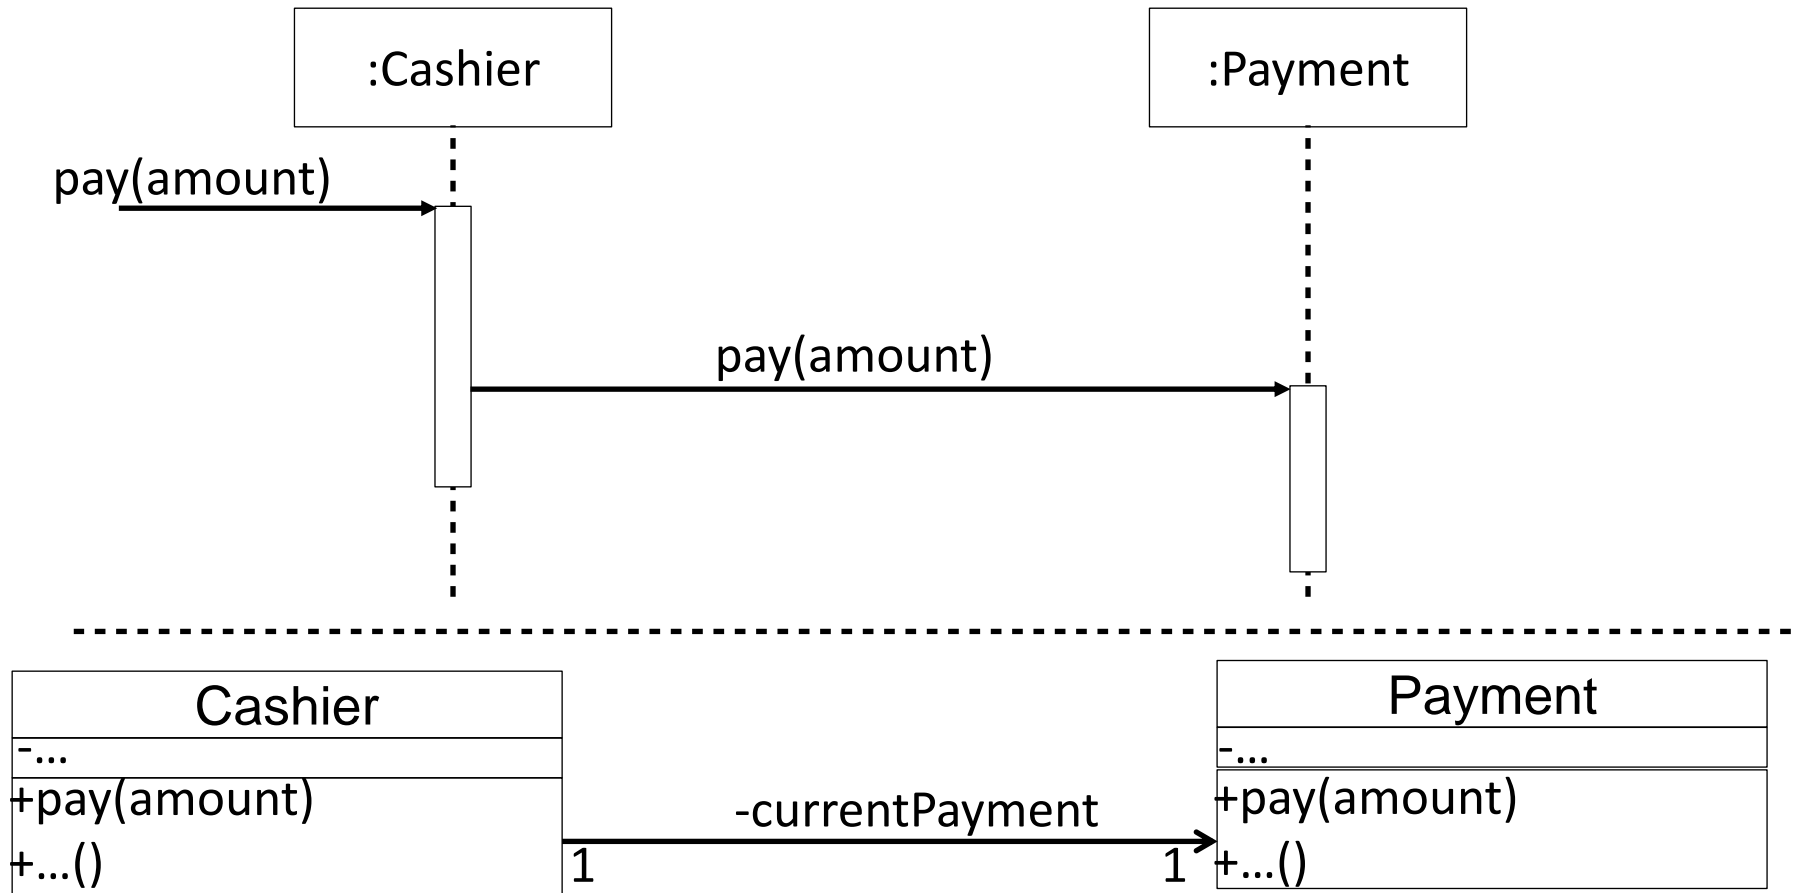 :Cashier
:Payment
pay(amount)
pay(amount)
Cashier
-...
+pay(amount)
+...()
-currentPayment
1
1
Payment
-...
+pay(amount)
+...()